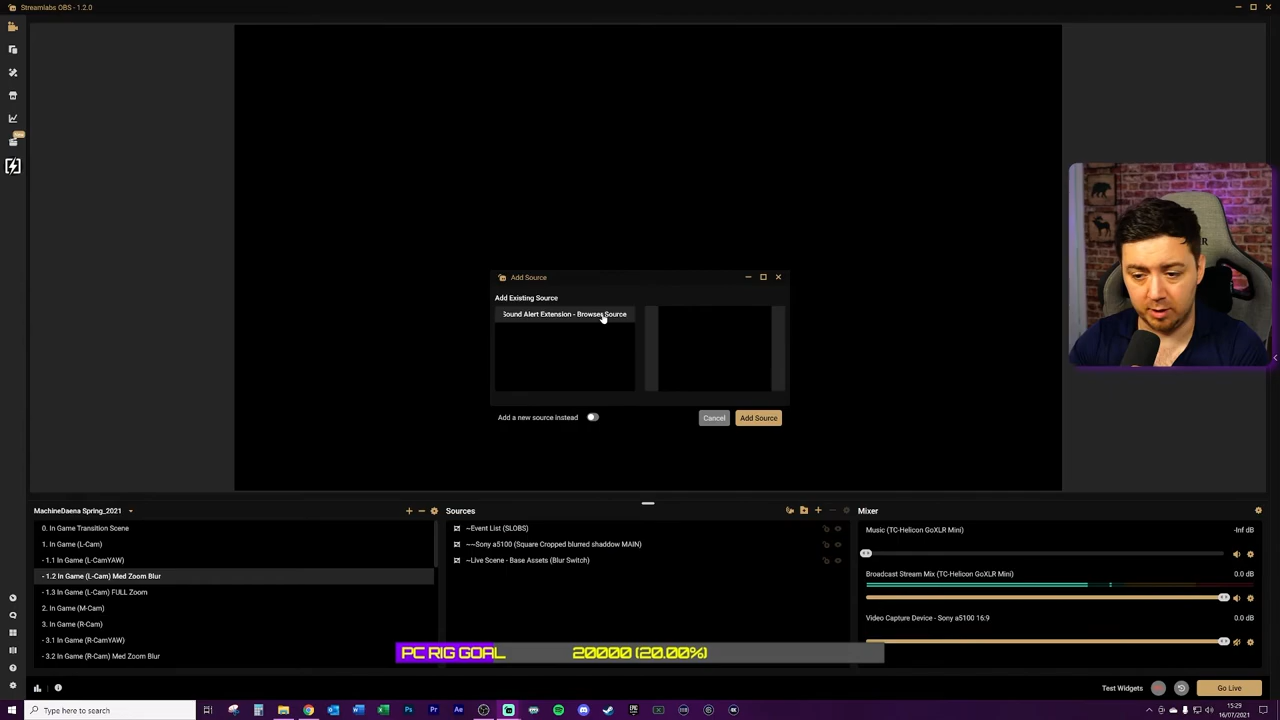 Streamlabs OBS - 1.2.0
Add Source
Add Existing Source
Sound Alert Extension - Browser Source
Add a new source instead
Cancel
Add Source
MachineDaena Spring_2021
0. In Game Transition Scene
1. In Game (L-Cam)
- 1.1 In Game (L-CamYAW)
- 1.2 In Game (L-Cam) Med Zoom Blur
- 1.3 In Game (L-Cam) FULL Zoom
2. In Game (M-Cam)
3. In Game (R-Cam)
- 3.1 In Game (R-CamYAW)
- 3.2 In Game (R-Cam) Med Zoom Blur
Sources
~Event List (SLOBS)
~~Sony a5100 (Square Cropped blurred shaddow MAIN)
~Live Scene - Base Assets (Blur Switch)
Mixer
Music (TC-Helicon GoXLR Mini)
-Inf dB
Broadcast Stream Mix (TC-Helicon GoXLR Mini)
0.0 dB
Video Capture Device - Sony a5100 16:9
0.0 dB
PC RIG GOAL 20000 (20.00%)
Test Widgets
Go Live
Type here to search
15:29
16/07/2021